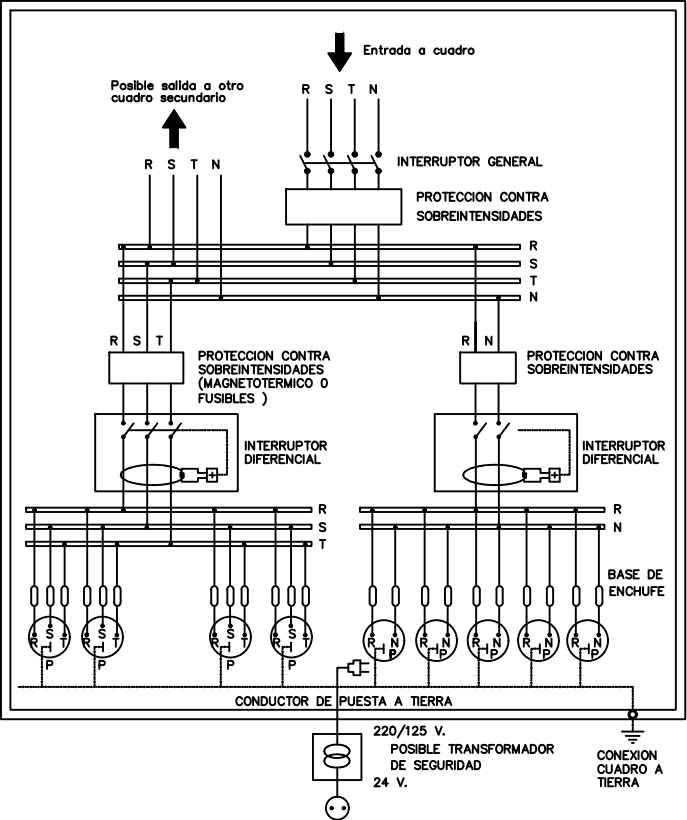 Entrada a cuadro
Posible salida a otro
cuadro secundario
R S T N
R S T N
INTERRUPTOR GENERAL
PROTECCION CONTRA
SOBREINTENSIDADES
R
S
T
N
R S T
R N
PROTECCION CONTRA
SOBREINTENSIDADES
(MAGNETOTERMICO O
FUSIBLES )
PROTECCION CONTRA
SOBREINTENSIDADES
INTERRUPTOR
DIFERENCIAL
INTERRUPTOR
DIFERENCIAL
R
S
T
R
N
BASE DE
ENCHUFE
R S T
P
R S T
P
R S T
P
R S T
P
R N
P
R N
P
R N
P
R N
P
R N
P
CONDUCTOR DE PUESTA A TIERRA
220/125 V.
POSIBLE TRANSFORMADOR
DE SEGURIDAD
24 V.
CONEXION
CUADRO A
TIERRA